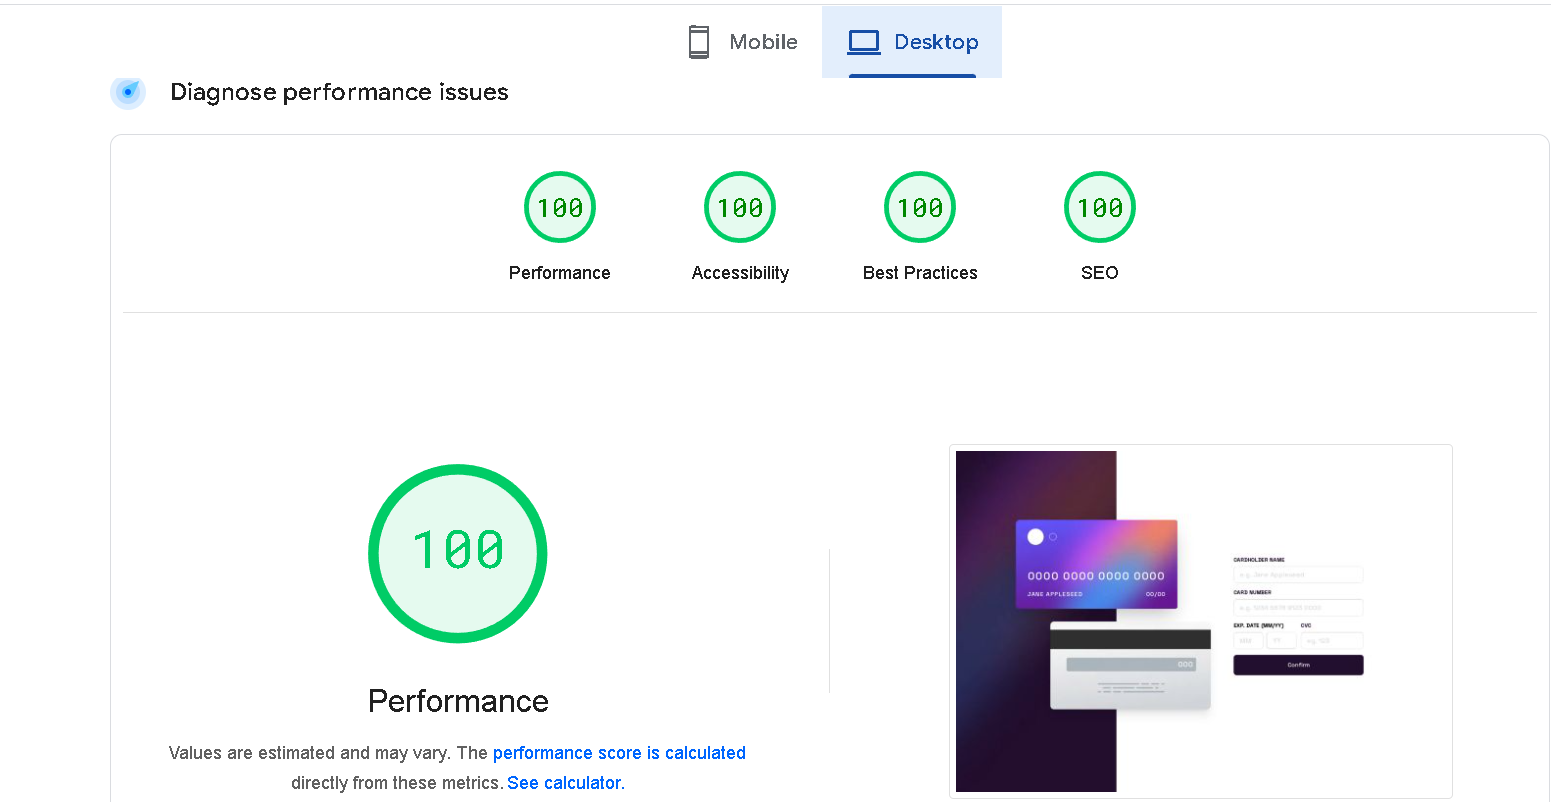 Mobile
Desktop
Diagnose performance issues
100
100
100
100
Performance
Accessibility
Best Practices
SEO
100
Performance
Values are estimated and may vary. The performance score is calculated
directly from these metrics. See calculator.
0000 0000 0000 0000
JANE APPLESEED
00/00
000
CARDHOLDER NAME
e.g. Jane Appleseed
CARD NUMBER
EXP. DATE (MM/YY)
CVC
MM
YY
Confirm